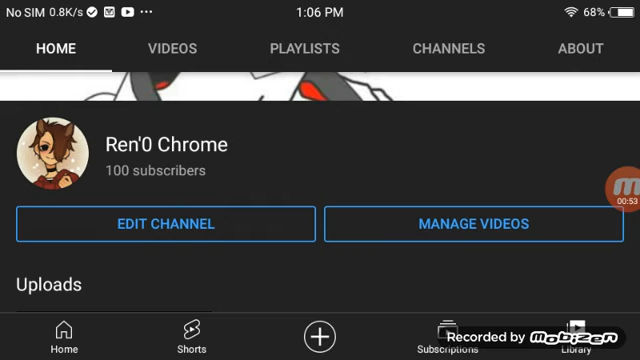 No SIM 0.8K/s 1:06 PM 68%
HOME VIDEOS PLAYLISTS CHANNELS ABOUT
Ren'0 Chrome
100 subscribers
00:53
EDIT CHANNEL MANAGE VIDEOS
Uploads
Home Shorts Subscriptions Library
Recorded by Mobizen